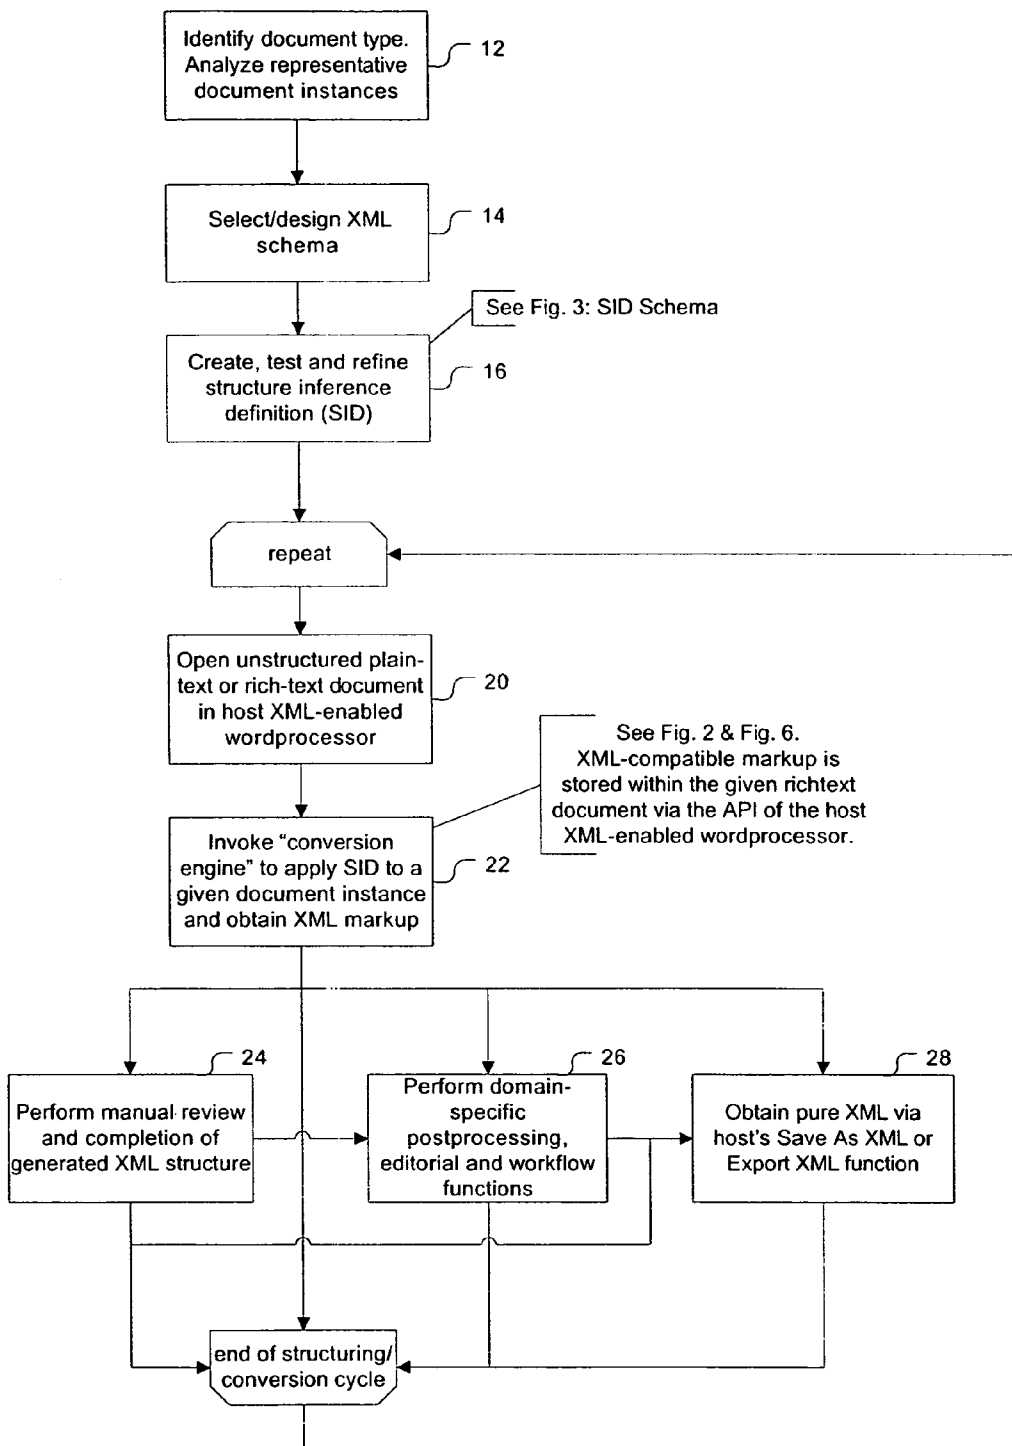 Identify document type.
Analyze representative
document instances
12
Select/design XML
schema
14
See Fig. 3: SID Schema
Create, test and refine
structure inference
definition (SID)
16
repeat
Open unstructured plain-
text or rich-text document
in host XML-enabled
wordprocessor
20
See Fig. 2 & Fig. 6.
XML-compatible markup is
stored within the given richtext
document via the API of the host
XML-enabled wordprocessor.
Invoke “conversion
engine” to apply SID to a
given document instance
and obtain XML markup
22
24
Perform manual review
and completion of
generated XML structure
26
Perform domain-
specific
postprocessing,
editorial and workflow
functions
28
Obtain pure XML via
host's Save As XML or
Export XML function
end of structuring/
conversion cycle